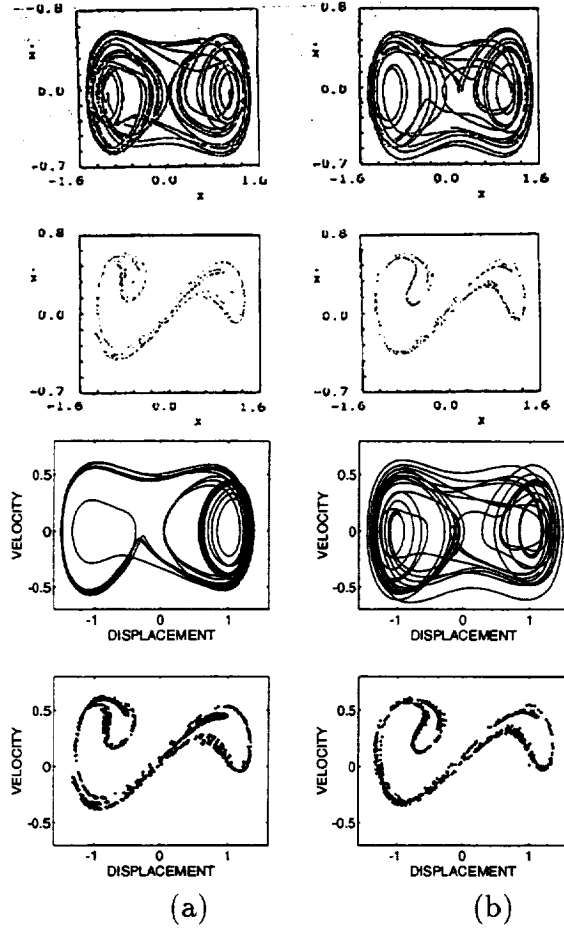 0.8 0.8
0.0 0.0
-0.7 -0.7
-1.6 0.0 1.6 -1.6 0.0 1.6
X X
0.8 0.8
0.0 0.0
-0.7 -0.7
-1.6 0.0 1.6 -1.6 0.0 1.6
X X
0.5 0.5
0 0
-0.5 -0.5
VELOCITY VELOCITY
-1 0 1 -1 0 1
DISPLACEMENT DISPLACEMENT
0.5 0.5
0 0
-0.5 -0.5
VELOCITY VELOCITY
-1 0 1 -1 0 1
DISPLACEMENT DISPLACEMENT
(a) (b)